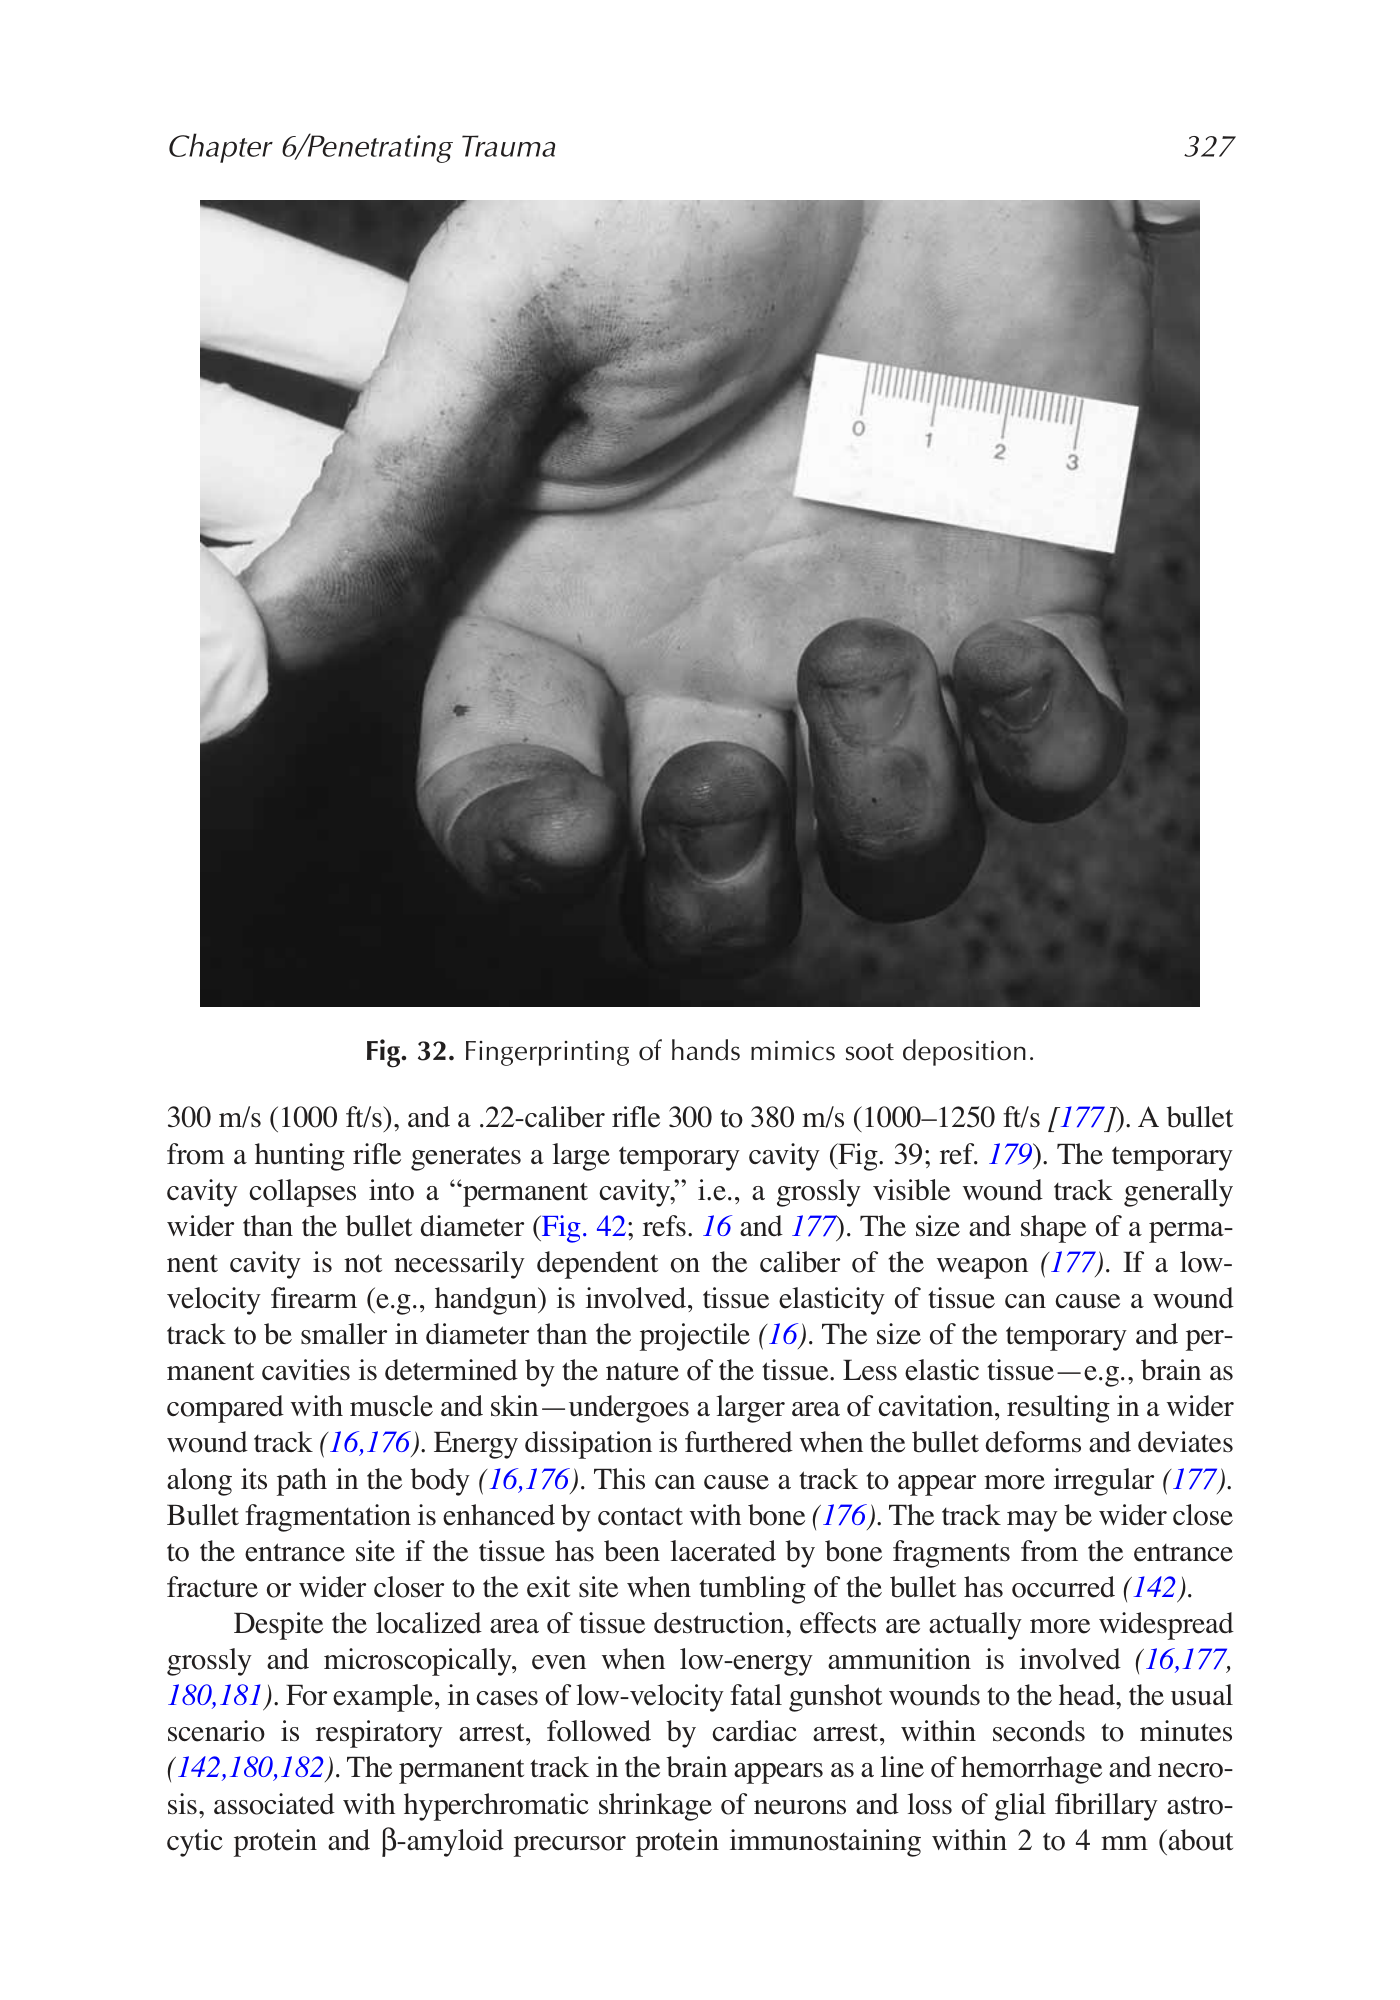 Chapter 6/Penetrating Trauma 327
0 1 2 3
Fig. 32. Fingerprinting of hands mimics soot deposition.
300 m/s (1000 ft/s), and a .22-caliber rifle 300 to 380 m/s (1000–1250 ft/s [177]). A bullet
from a hunting rifle generates a large temporary cavity (Fig. 39; ref. 179). The temporary
cavity collapses into a “permanent cavity,” i.e., a grossly visible wound track generally
wider than the bullet diameter (Fig. 42; refs. 16 and 177). The size and shape of a perma-
nent cavity is not necessarily dependent on the caliber of the weapon (177). If a low-
velocity firearm (e.g., handgun) is involved, tissue elasticity of tissue can cause a wound
track to be smaller in diameter than the projectile (16). The size of the temporary and per-
manent cavities is determined by the nature of the tissue. Less elastic tissue—e.g., brain as
compared with muscle and skin—undergoes a larger area of cavitation, resulting in a wider
wound track (16,176). Energy dissipation is furthered when the bullet deforms and deviates
along its path in the body (16,176). This can cause a track to appear more irregular (177).
Bullet fragmentation is enhanced by contact with bone (176). The track may be wider close
to the entrance site if the tissue has been lacerated by bone fragments from the entrance
fracture or wider closer to the exit site when tumbling of the bullet has occurred (142).
Despite the localized area of tissue destruction, effects are actually more widespread
grossly and microscopically, even when low-energy ammunition is involved (16,177,
180,181). For example, in cases of low-velocity fatal gunshot wounds to the head, the usual
scenario is respiratory arrest, followed by cardiac arrest, within seconds to minutes
(142,180,182). The permanent track in the brain appears as a line of hemorrhage and necro-
sis, associated with hyperchromatic shrinkage of neurons and loss of glial fibrillary astro-
cytic protein and β-amyloid precursor protein immunostaining within 2 to 4 mm (about